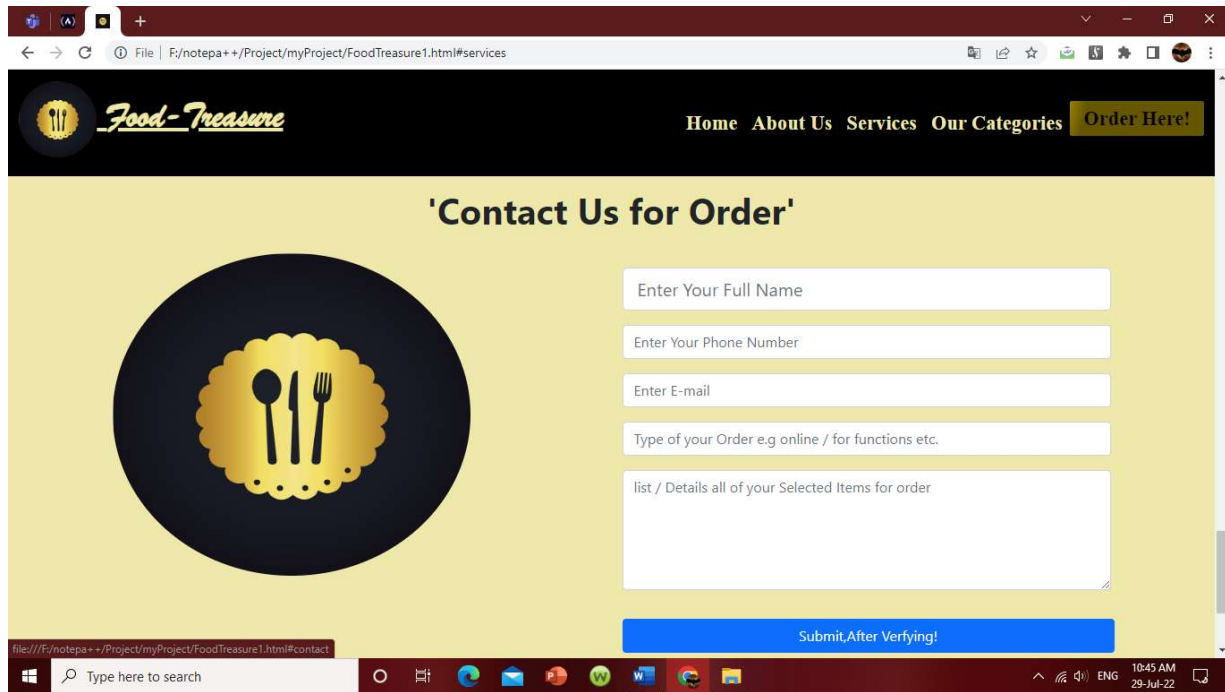 File | F:/notepa++/Project/myProject/FoodTreasure1.html#services
Food-Treasure
Home About Us Services Our Categories Order Here!
'Contact Us for Order'
Enter Your Full Name
Enter Your Phone Number
Enter E-mail
Type of your Order e.g online / for functions etc.
list / Details all of your Selected Items for order
Submit,After Verfying!
file:///F:/notepa++/Project/myProject/FoodTreasure1.html#contact
Type here to search
ENG
10:45 AM
29-Jul-22